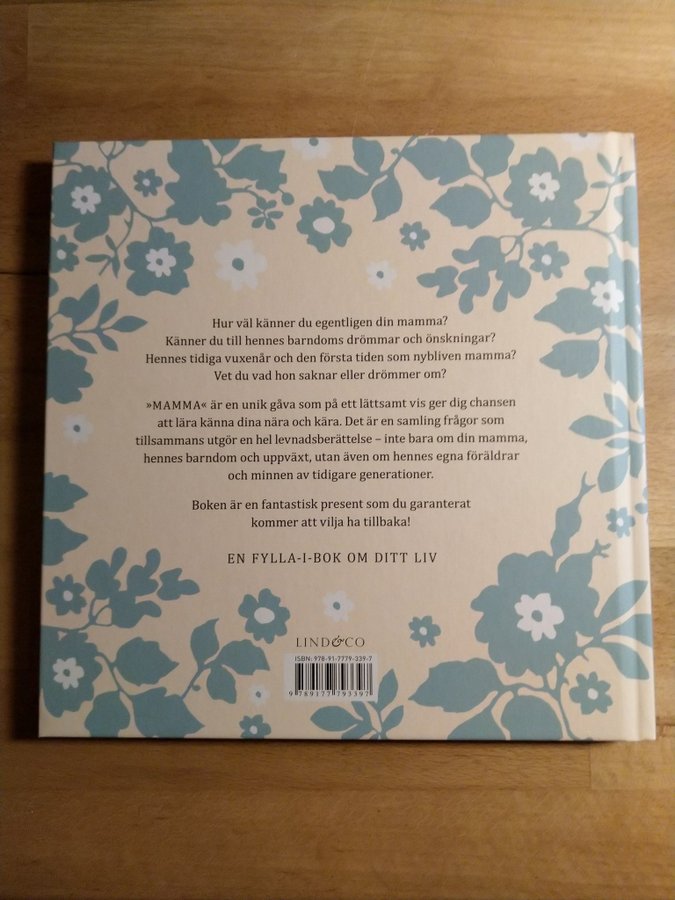 Hur väl känner du egentligen din mamma?
Känner du till hennes barndoms drömmar och önskningar?
Hennes tidiga vuxenår och den första tiden som nybliven mamma?
Vet du vad hon saknar eller drömmer om?
»MAMMA« är en unik gåva som på ett lättsamt vis ger dig chansen
att lära känna dina nära och kära. Det är en samling frågor som
tillsammans utgör en hel levnadsberättelse – inte bara om din mamma,
hennes barndom och uppväxt, utan även om hennes egna föräldrar
och minnen av tidigare generationer.
Boken är en fantastisk present som du garanterat
kommer att vilja ha tillbaka!
EN FYLLA-I-BOK OM DITT LIV
LIND&CO
ISBN: 978-91-7779-339-7
9 789177 793397